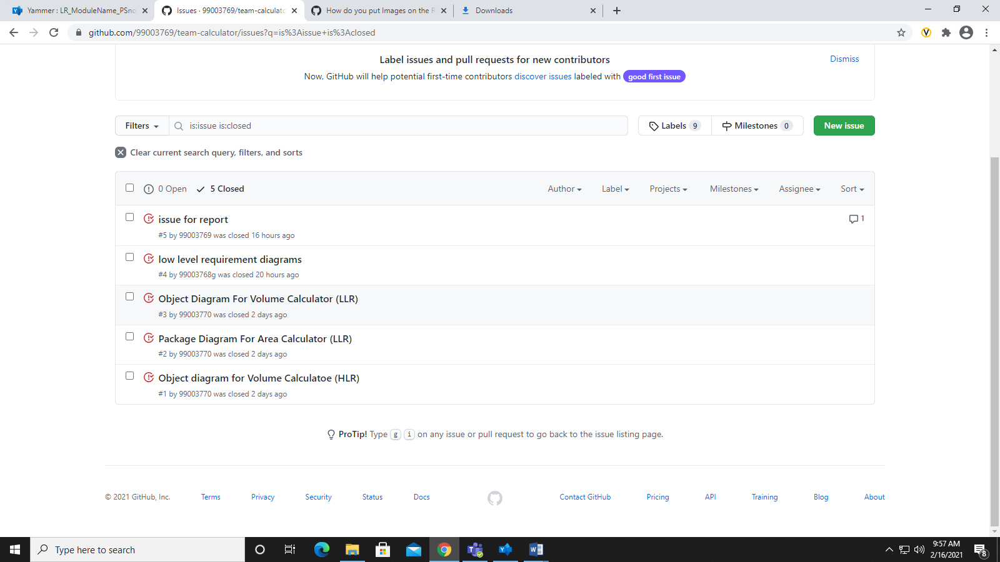 Yammer : LR_ModuleName_PSno
Issues · 99003769/team-calculato
How do you put Images on the R
Downloads
github.com/99003769/team-calculator/issues?q=is%3Aissue+is%3Aclosed
Label issues and pull requests for new contributors
Dismiss
Now, GitHub will help potential first-time contributors discover issues labeled with good first issue
Filters
is:issue is:closed
Labels 9
Milestones 0
New issue
Clear current search query, filters, and sorts
0 Open
5 Closed
Author
Label
Projects
Milestones
Assignee
Sort
issue for report
1
#5 by 99003769 was closed 16 hours ago
low level requirement diagrams
#4 by 99003768g was closed 20 hours ago
Object Diagram For Volume Calculator (LLR)
#3 by 99003770 was closed 2 days ago
Package Diagram For Area Calculator (LLR)
#2 by 99003770 was closed 2 days ago
Object diagram for Volume Calculatoe (HLR)
#1 by 99003770 was closed 2 days ago
ProTip! Type g i on any issue or pull request to go back to the issue listing page.
© 2021 GitHub, Inc.
Terms
Privacy
Security
Status
Docs
Contact GitHub
Pricing
API
Training
Blog
About
Type here to search
9:57 AM
2/16/2021
8